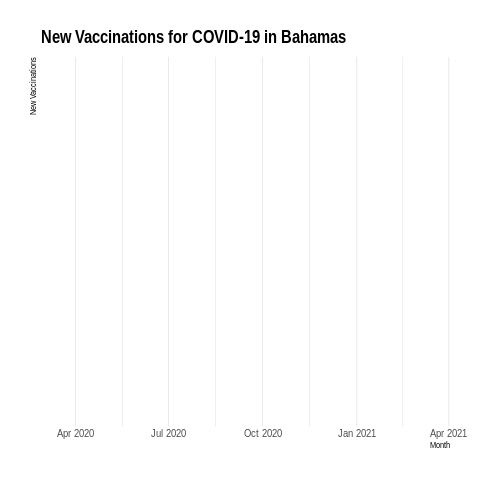 New Vaccinations for COVID-19 in Bahamas
New Vaccinations
Apr 2020 Jul 2020 Oct 2020 Jan 2021 Apr 2021
Month